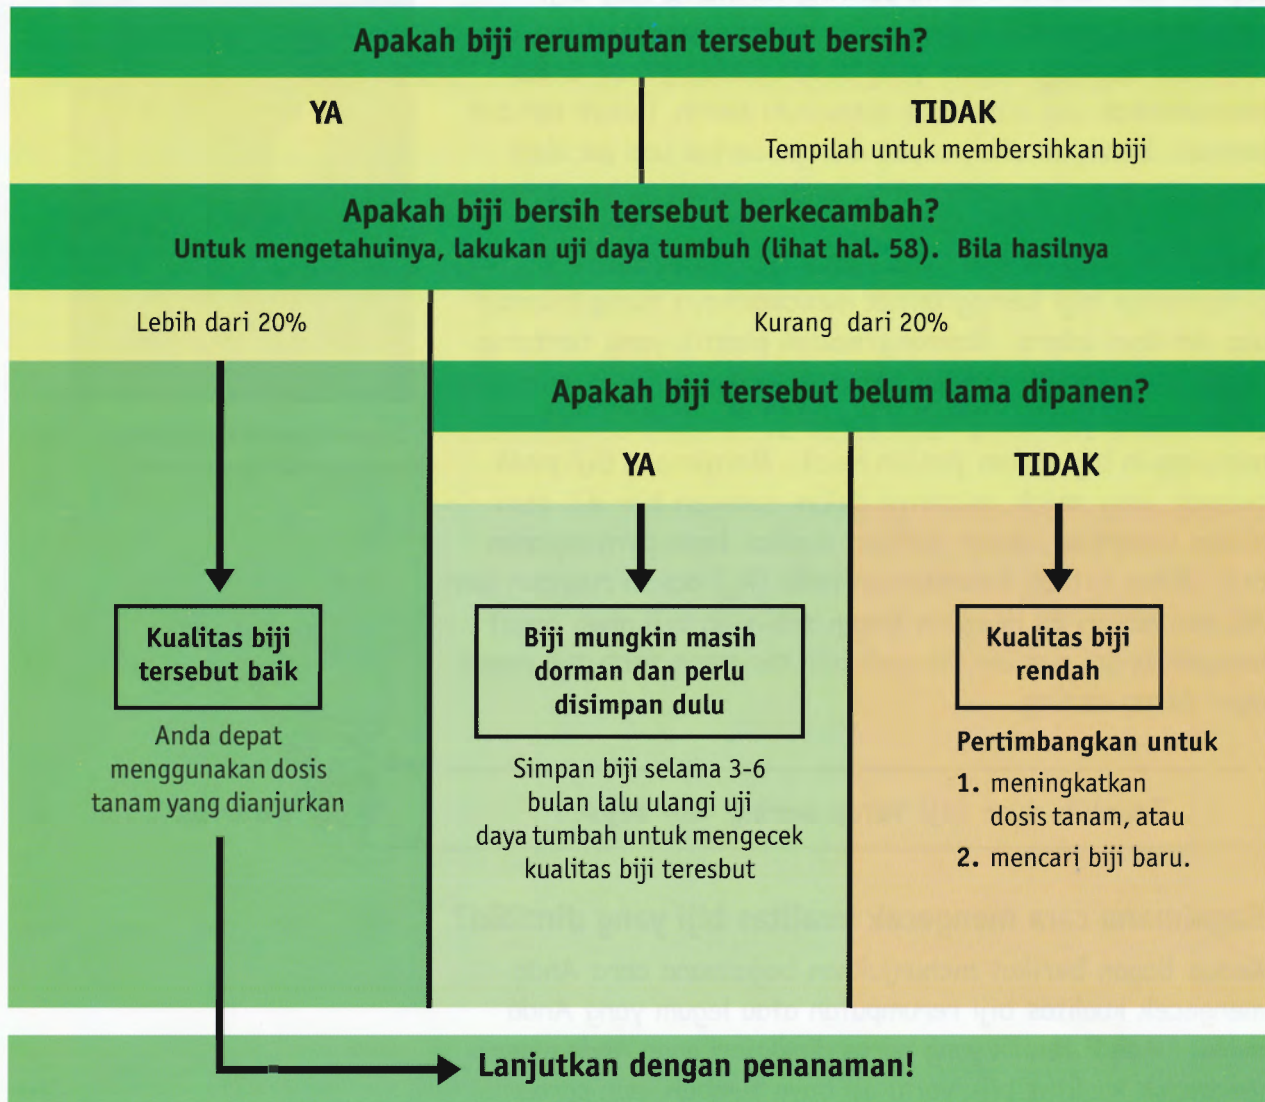 Apakah biji rerumputan tersebut bersih?
YA
TIDAK
Tempilah untuk membersihkan biji
Apakah biji bersih tersebut berkecambah?
Untuk mengetahuinya, lakukan uji daya tumbuh (lihat hal. 58). Bila hasilnya
Lebih dari 20%
Kurang dari 20%
Apakah biji tersebut belum lama dipanen?
YA
TIDAK
Kualitas biji
tersebut baik
Anda depat
menggunakan dosis
tanam yang dianjurkan
Biji mungkin masih
dorman dan perlu
disimpan dulu
Simpan biji selama 3-6
bulan lalu ulangi uji
daya tumbah untuk mengecek
kualitas biji teresbut
Kualitas biji
rendah
Pertimbangkan untuk
1. meningkatkan
dosis tanam, atau
2. mencari biji baru.
Lanjutkan dengan penanaman!